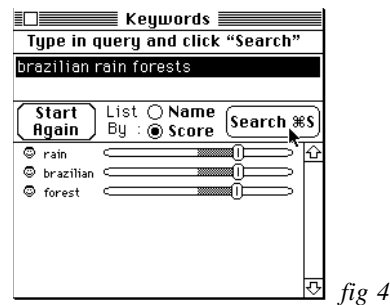 Keywords
Type in query and click “Search”
brazilian rain forests
Start Again
List By :
Name
Score
Search ⌘S
rain
brazilian
forest
fig 4